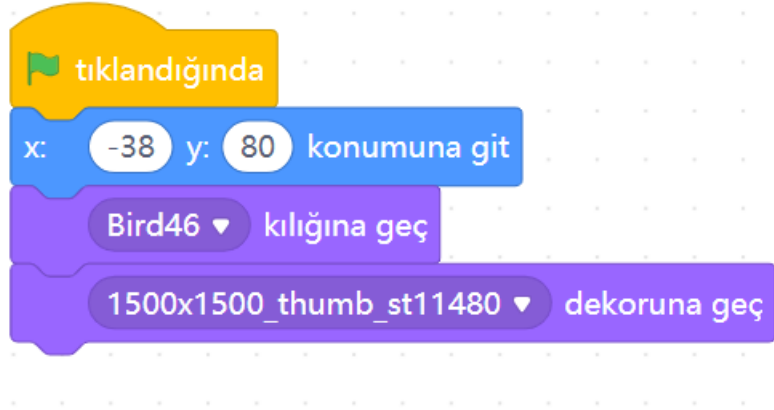 tıklandığında
x: -38 y: 80 konumuna git
Bird46 kılığına geç
1500x1500_thumb_st11480 dekoruna geç